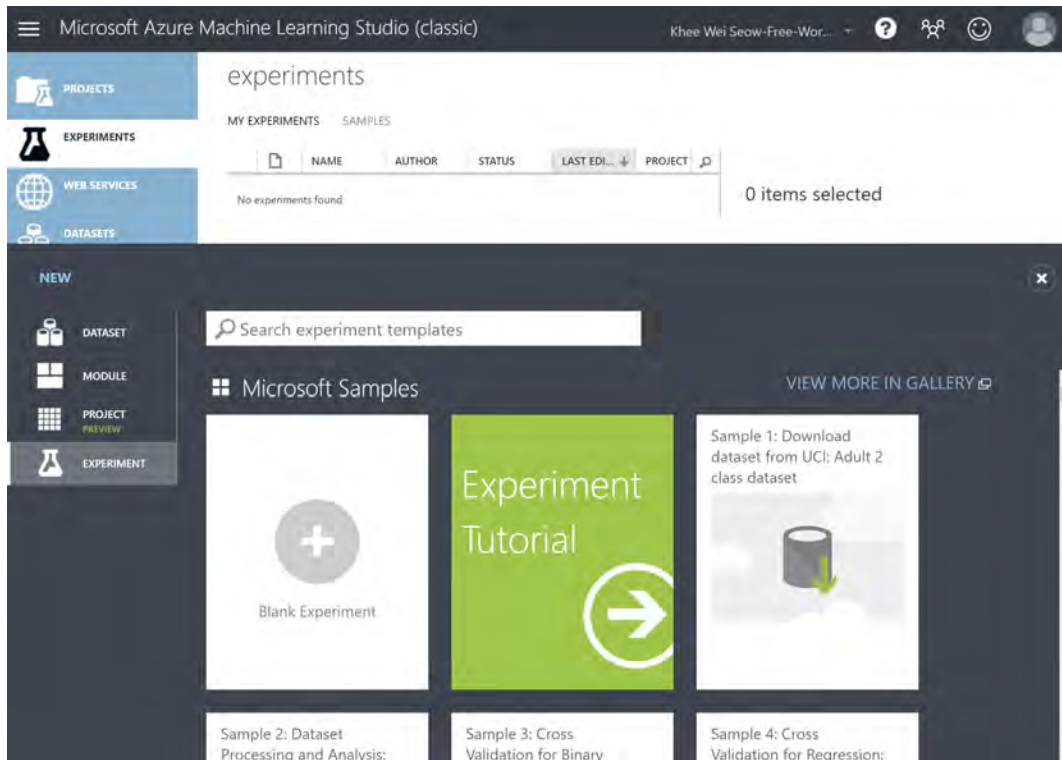 Microsoft Azure Machine Learning Studio (classic)
Khee Wei Seow-Free-Wor...
?
PROJECTS
EXPERIMENTS
WEB SERVICES
DATASETS
experiments
MY EXPERIMENTS SAMPLES
NAME AUTHOR STATUS LAST EDI... PROJECT
No experiments found
0 items selected
NEW
DATASET
MODULE
PROJECT
PREVIEW
EXPERIMENT
Search experiment templates
Microsoft Samples
VIEW MORE IN GALLERY
Blank Experiment
Experiment
Tutorial
Sample 1: Download
dataset from UCI: Adult 2
class dataset
Sample 2: Dataset
Processing and Analysis:
Sample 3: Cross
Validation for Binary
Sample 4: Cross
Validation for Regression: